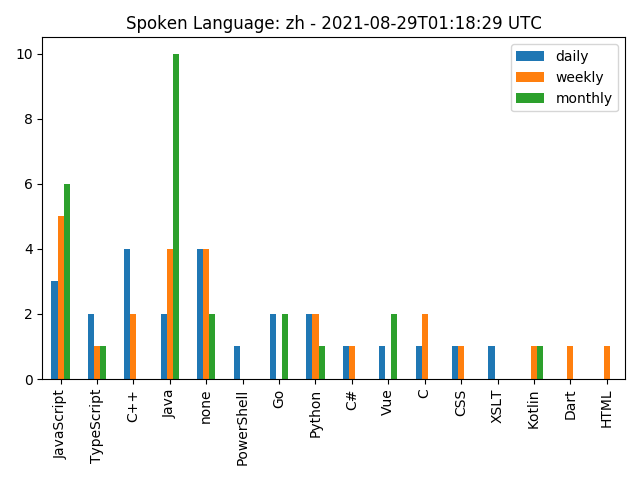 Spoken Language: zh - 2021-08-29T01:18:29 UTC
daily
weekly
monthly
10
8
6
4
2
0
JavaScript
TypeScript
C++
Java
none
PowerShell
Go
Python
C#
Vue
C
CSS
XSLT
Kotlin
Dart
HTML